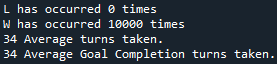 L has occurred 0 times
W has occurred 10000 times
34 Average turns taken.
34 Average Goal Completion turns taken.